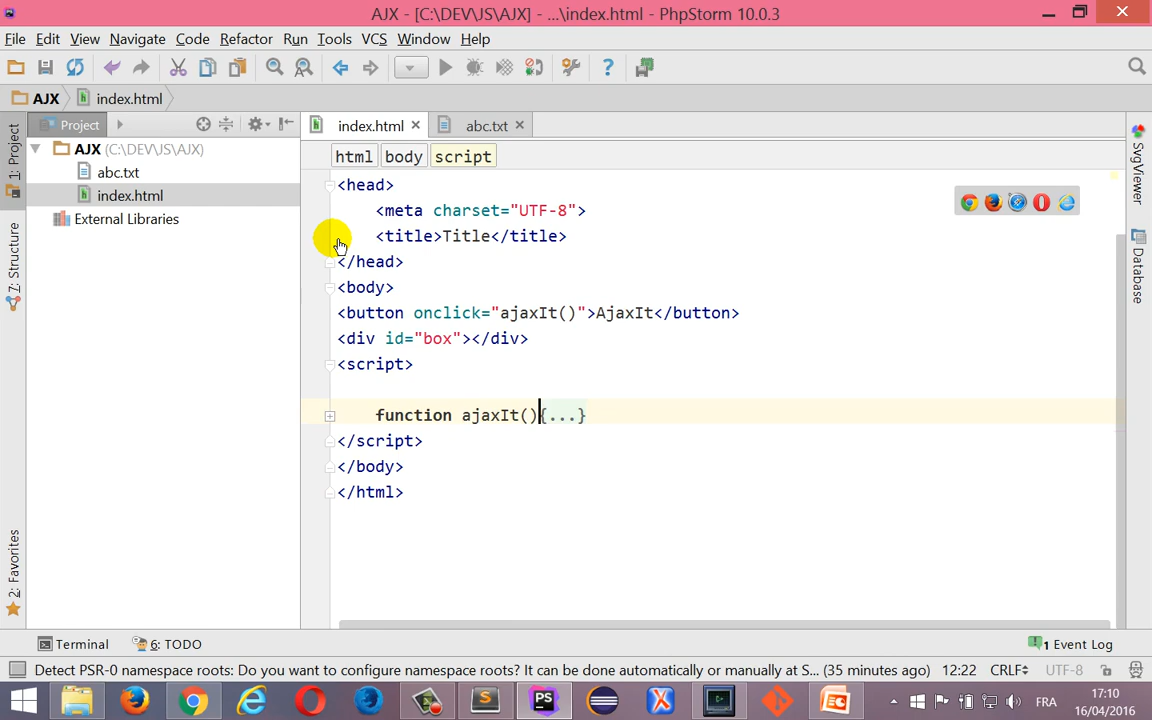 AJX - [C:\DEV\JS\AJX] - ...\index.html - PhpStorm 10.0.3
File Edit View Navigate Code Refactor Run Tools VCS Window Help
AJX index.html
Project
index.html abc.txt
1: Project
7: Structure
2: Favorites
AJX (C:\DEV\JS\AJX)
abc.txt
index.html
External Libraries
html body script
<head>
<meta charset="UTF-8">
<title>Title</title>
</head>
<body>
<button onclick="ajaxIt()">AjaxIt</button>
<div id="box"></div>
<script>
function ajaxIt(){...}
</script>
</body>
</html>
SvgViewer
Database
Terminal 6: TODO 1 Event Log
Detect PSR-0 namespace roots: Do you want to configure namespace roots? It can be done automatically or manually at S... (35 minutes ago) 12:22 CRLF UTF-8
FRA
17:10
16/04/2016